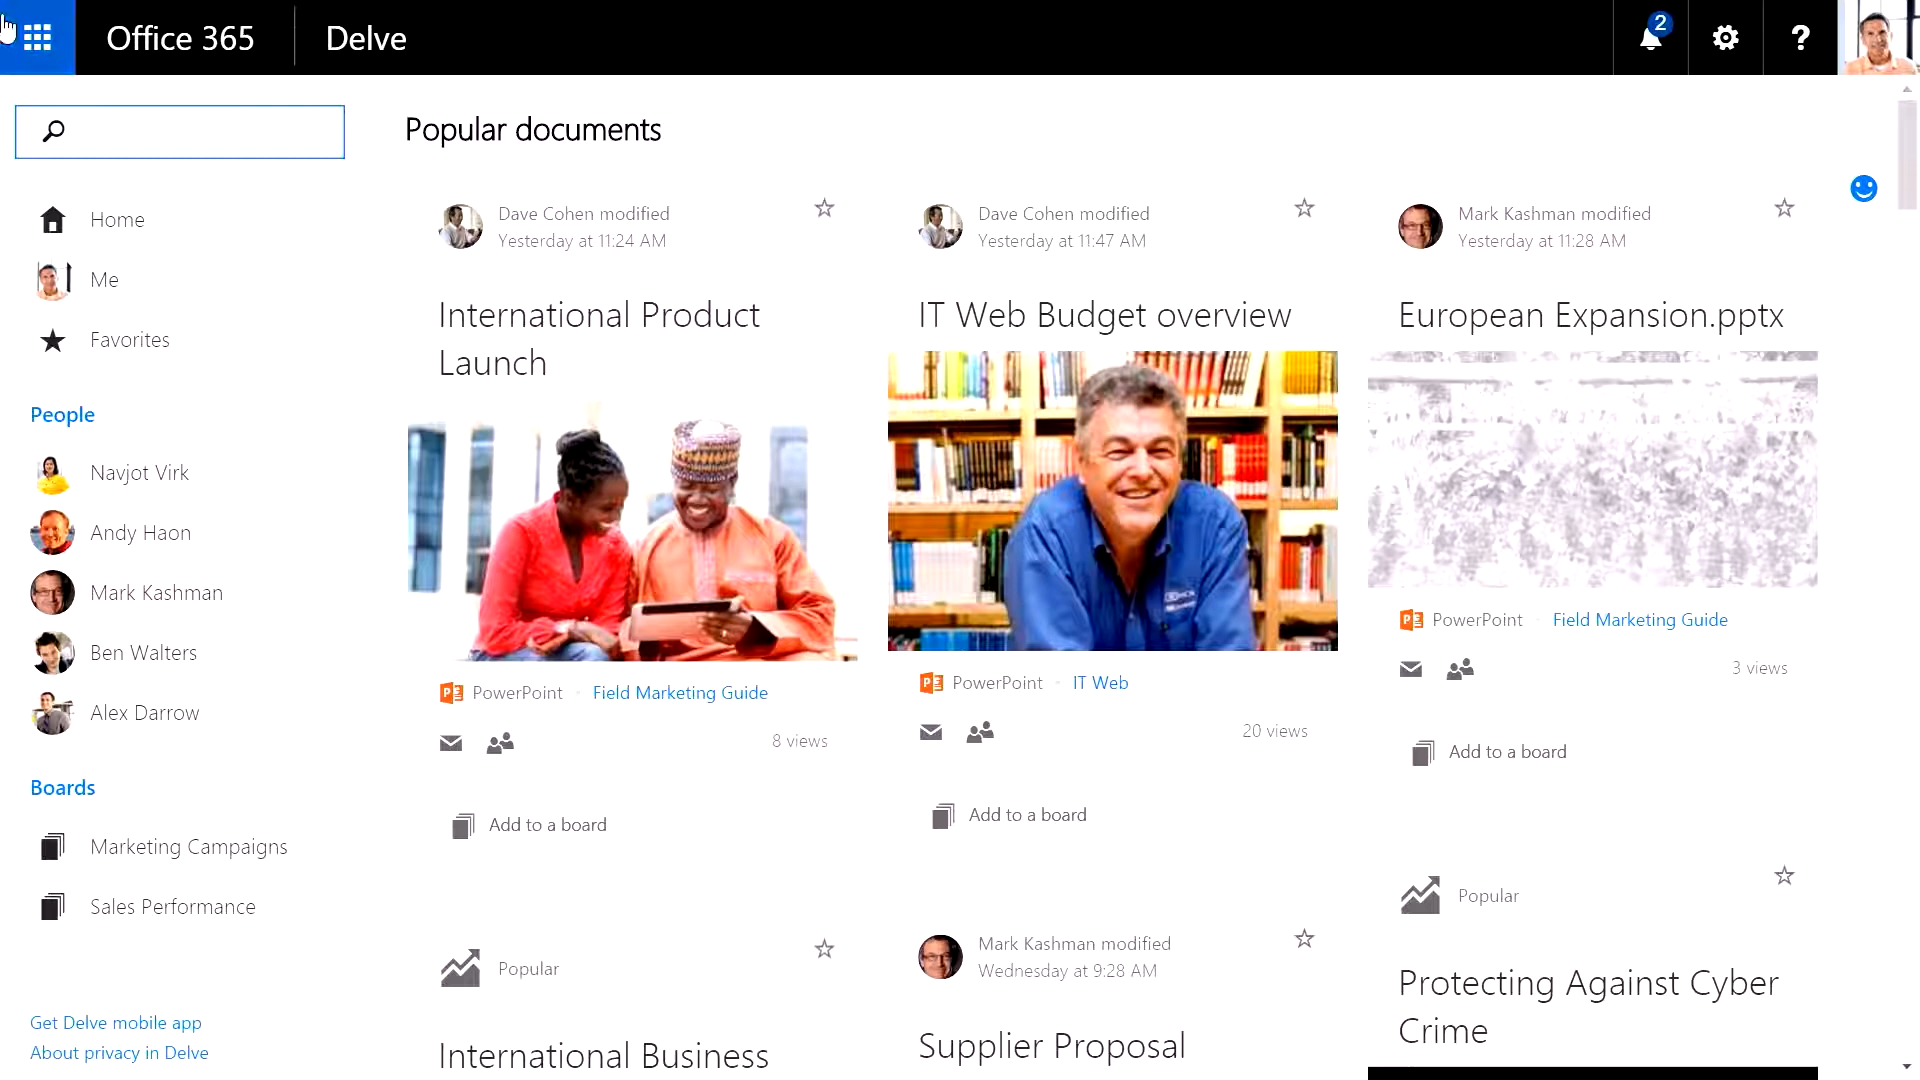 Office 365
Delve
2
?
Popular documents
Home
Me
Favorites
People
Navjot Virk
Andy Haon
Mark Kashman
Ben Walters
Alex Darrow
Boards
Marketing Campaigns
Sales Performance
Get Delve mobile app
About privacy in Delve
Dave Cohen modified
Yesterday at 11:24 AM
International Product
Launch
PowerPoint
Field Marketing Guide
8 views
Add to a board
Popular
International Business
Dave Cohen modified
Yesterday at 11:47 AM
IT Web Budget overview
PowerPoint
IT Web
20 views
Add to a board
Mark Kashman modified
Wednesday at 9:28 AM
Supplier Proposal
Mark Kashman modified
Yesterday at 11:28 AM
European Expansion.pptx
PowerPoint
Field Marketing Guide
3 views
Add to a board
Popular
Protecting Against Cyber
Crime